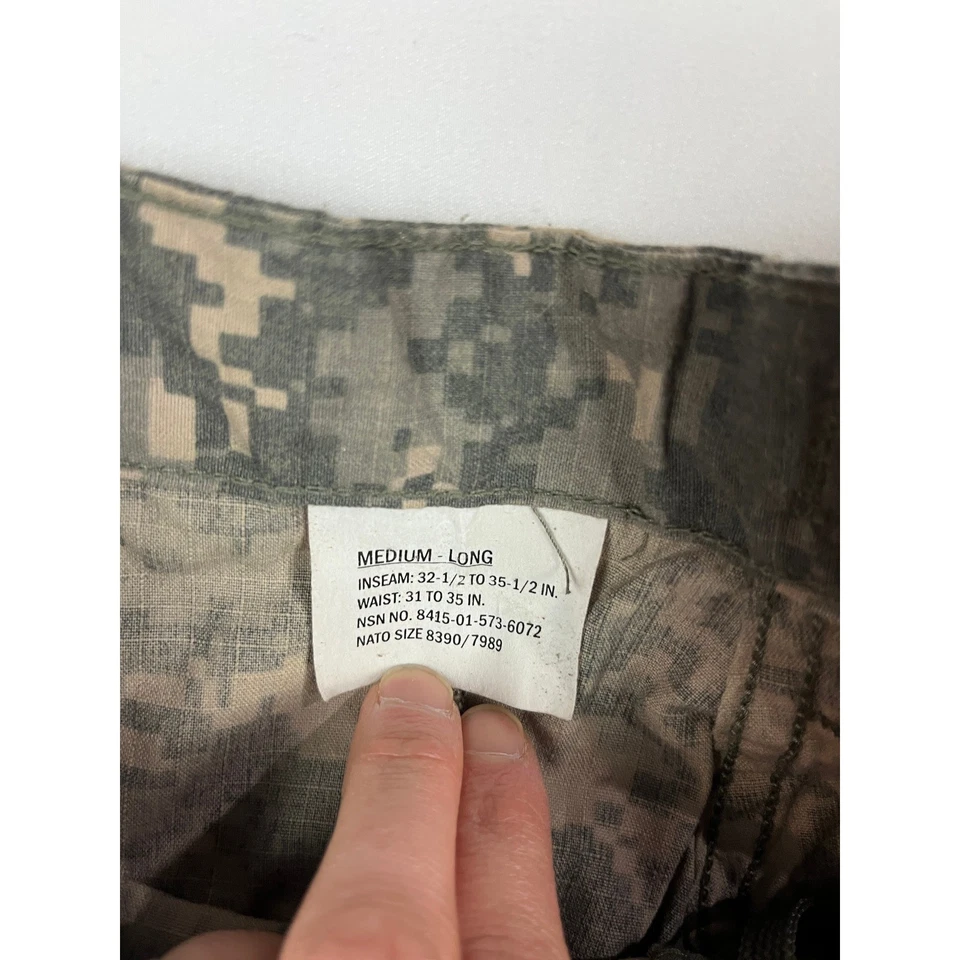 MEDIUM - LONG
INSEAM: 32-1/2 TO 35-1/2 IN.
WAIST: 31 TO 35 IN.
NSN NO. 8415-01-573-6072
NATO SIZE 8390/7989